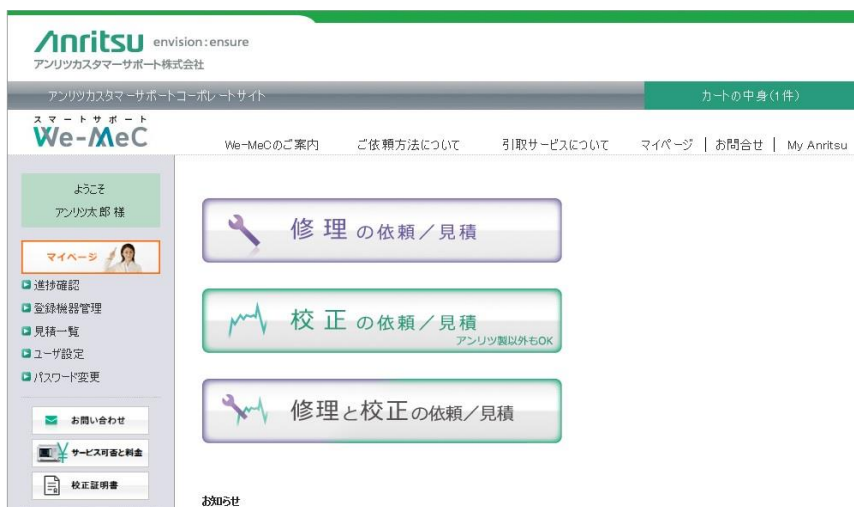 Anritsu envision : ensure
アンリツカスタマーサポート株式会社
アンリツカスタマーサポートコーポレートサイト
カートの中身(1件)
スマートサポート
We-MeC
We-MeCのご案内 ご依頼方法について 引取サービスについて マイページ | お問合せ | My Anritsu
ようこそ
アンリツ太郎 様
マイページ
進捗確認
登録機器管理
見積一覧
ユーザ設定
パスワード変更
お問い合わせ
サービス可否と料金
校正証明書
修理の依頼／見積
校正の依頼／見積
アンリツ製以外もOK
修理と校正の依頼／見積
お知らせ